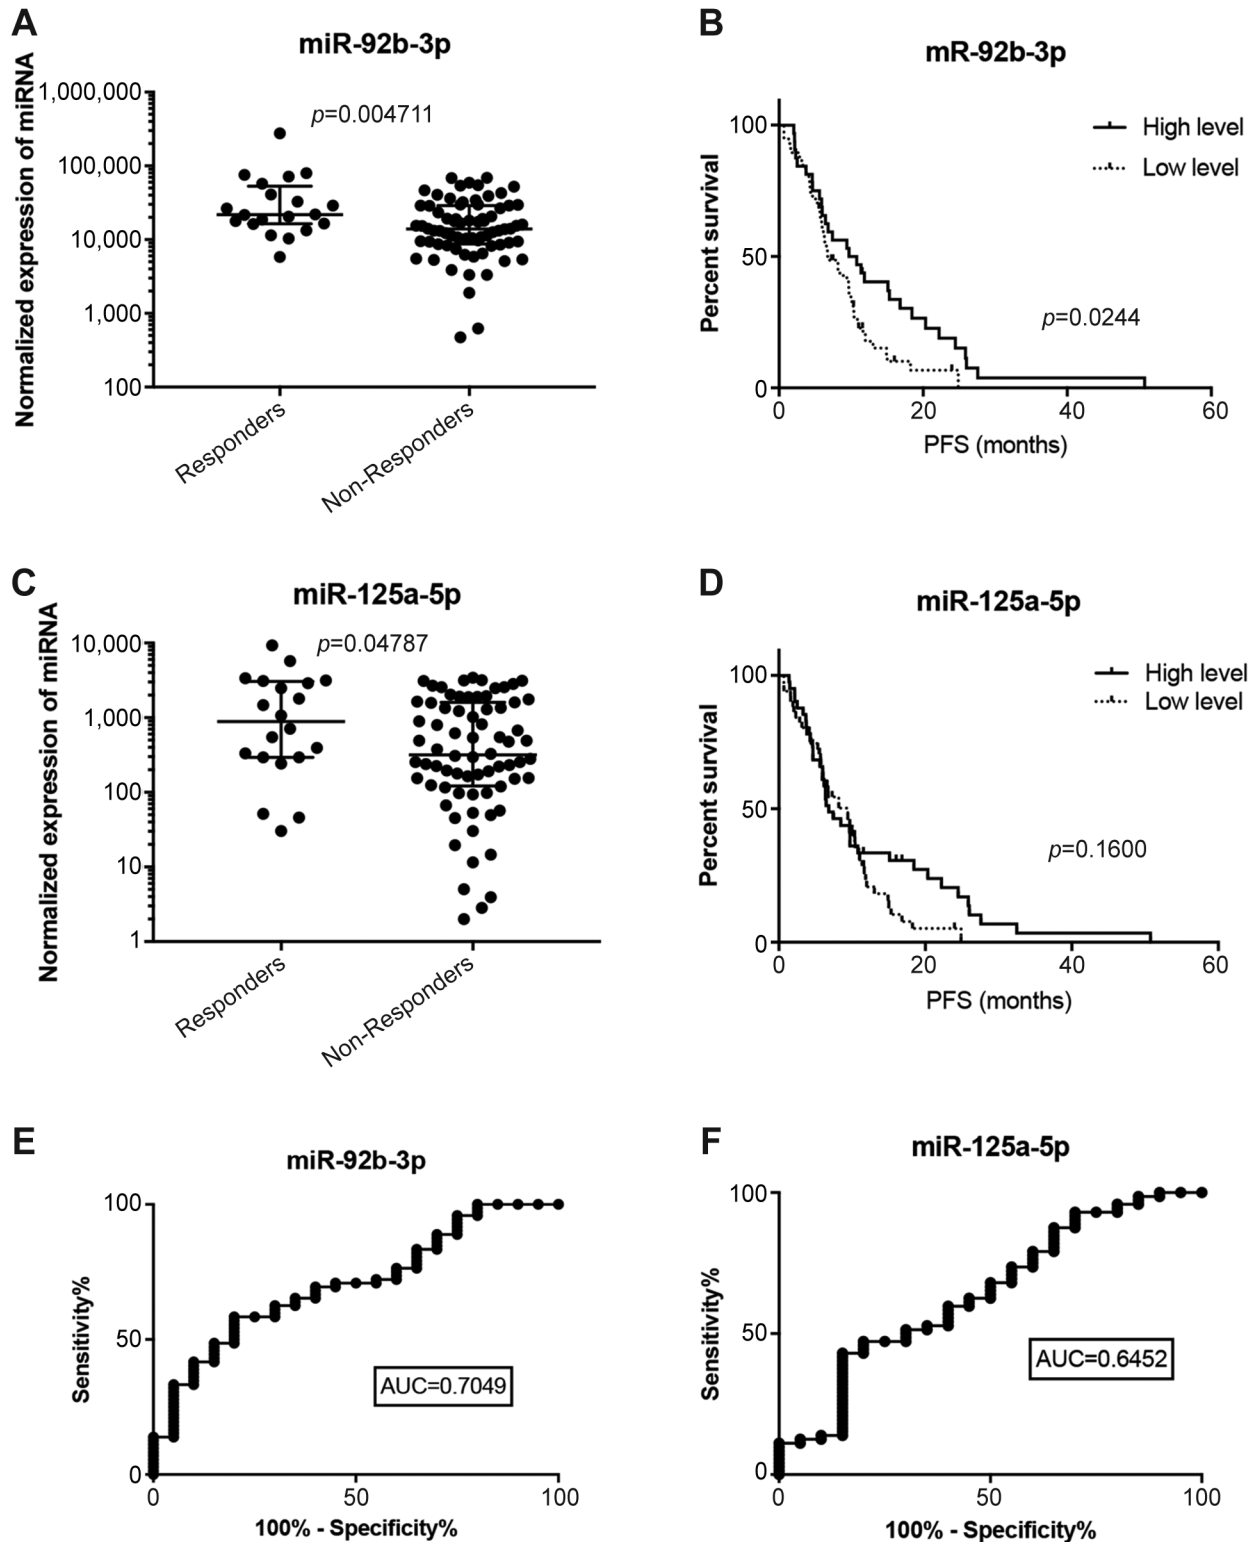 A
miR-92b-3p
Normalized expression of miRNA
1,000,000
100,000
10,000
1,000
100
p=0.004711
Responders
Non-Responders
B
mR-92b-3p
Percent survival
100
50
0
High level
Low level
p=0.0244
0 20 40 60
PFS (months)
C
miR-125a-5p
Normalized expression of miRNA
10,000
1,000
100
10
1
p=0.04787
Responders
Non-Responders
D
miR-125a-5p
Percent survival
100
50
0
High level
Low level
p=0.1600
0 20 40 60
PFS (months)
E
miR-92b-3p
Sensitivity%
100
50
0
AUC=0.7049
0 50 100
100% - Specificity%
F
miR-125a-5p
Sensitivity%
100
50
0
AUC=0.6452
0 50 100
100% - Specificity%